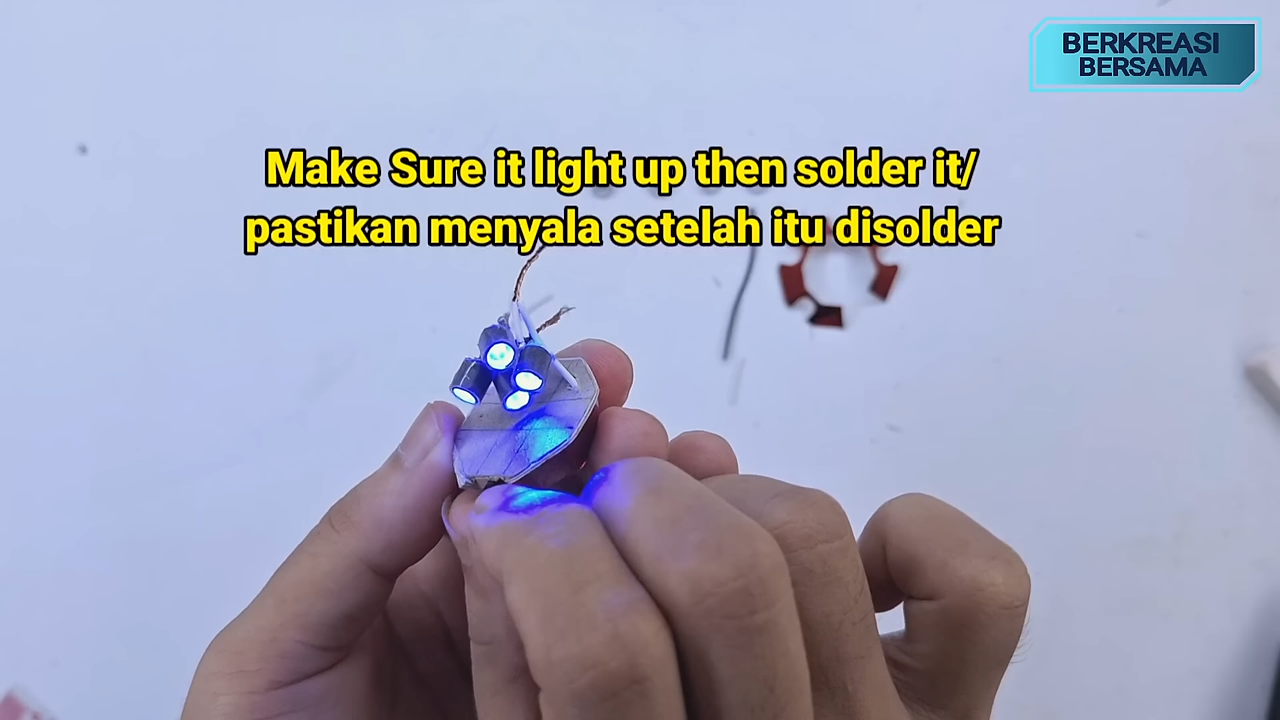 BERKREASI
BERSAMA
Make Sure it light up then solder it/
pastikan menyala setelah itu disolder